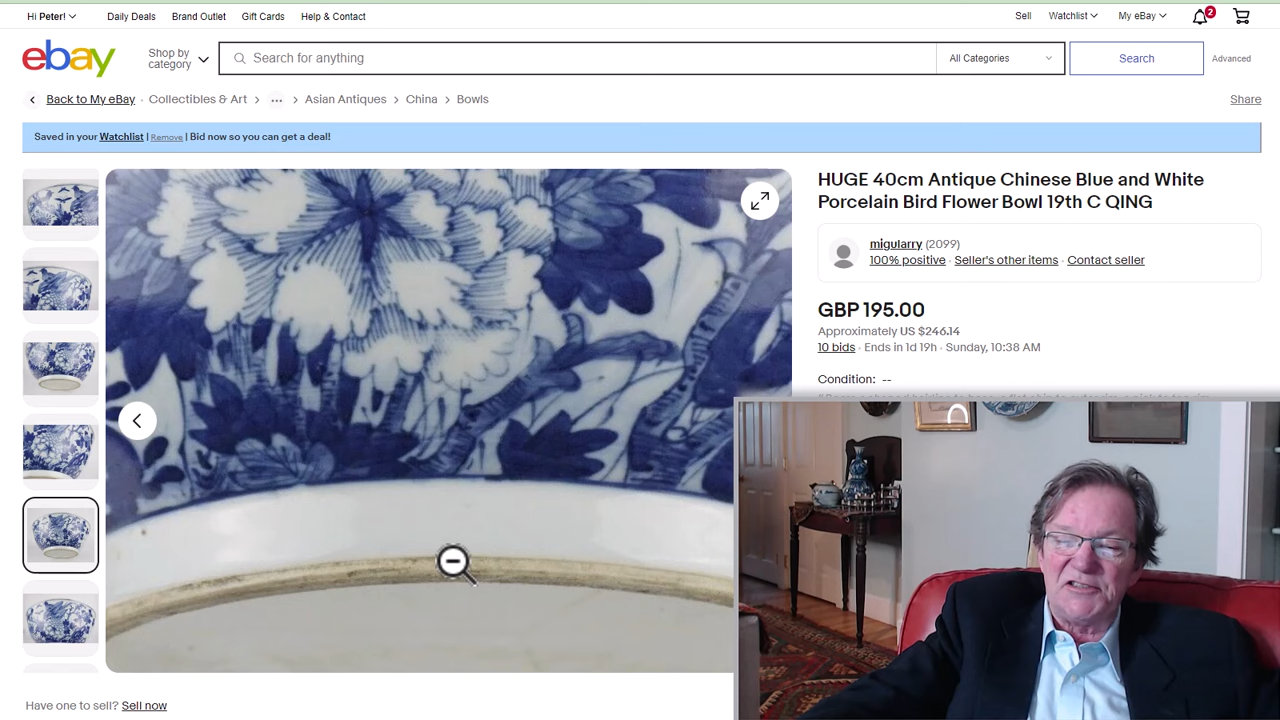 Hi Peter!
Daily Deals
Brand Outlet
Gift Cards
Help & Contact
Sell
Watchlist
My eBay
2
ebay
Shop by
category
Search for anything
All Categories
Search
Advanced
Back to My eBay
Collectibles & Art
...
Asian Antiques
China
Bowls
Share
Saved in your Watchlist | Remove | Bid now so you can get a deal!
HUGE 40cm Antique Chinese Blue and White
Porcelain Bird Flower Bowl 19th C QING
migularry (2099)
100% positive · Seller's other items · Contact seller
GBP 195.00
Approximately US $246.14
10 bids · Ends in 1d 19h · Sunday, 10:38 AM
Condition: --
Have one to sell? Sell now